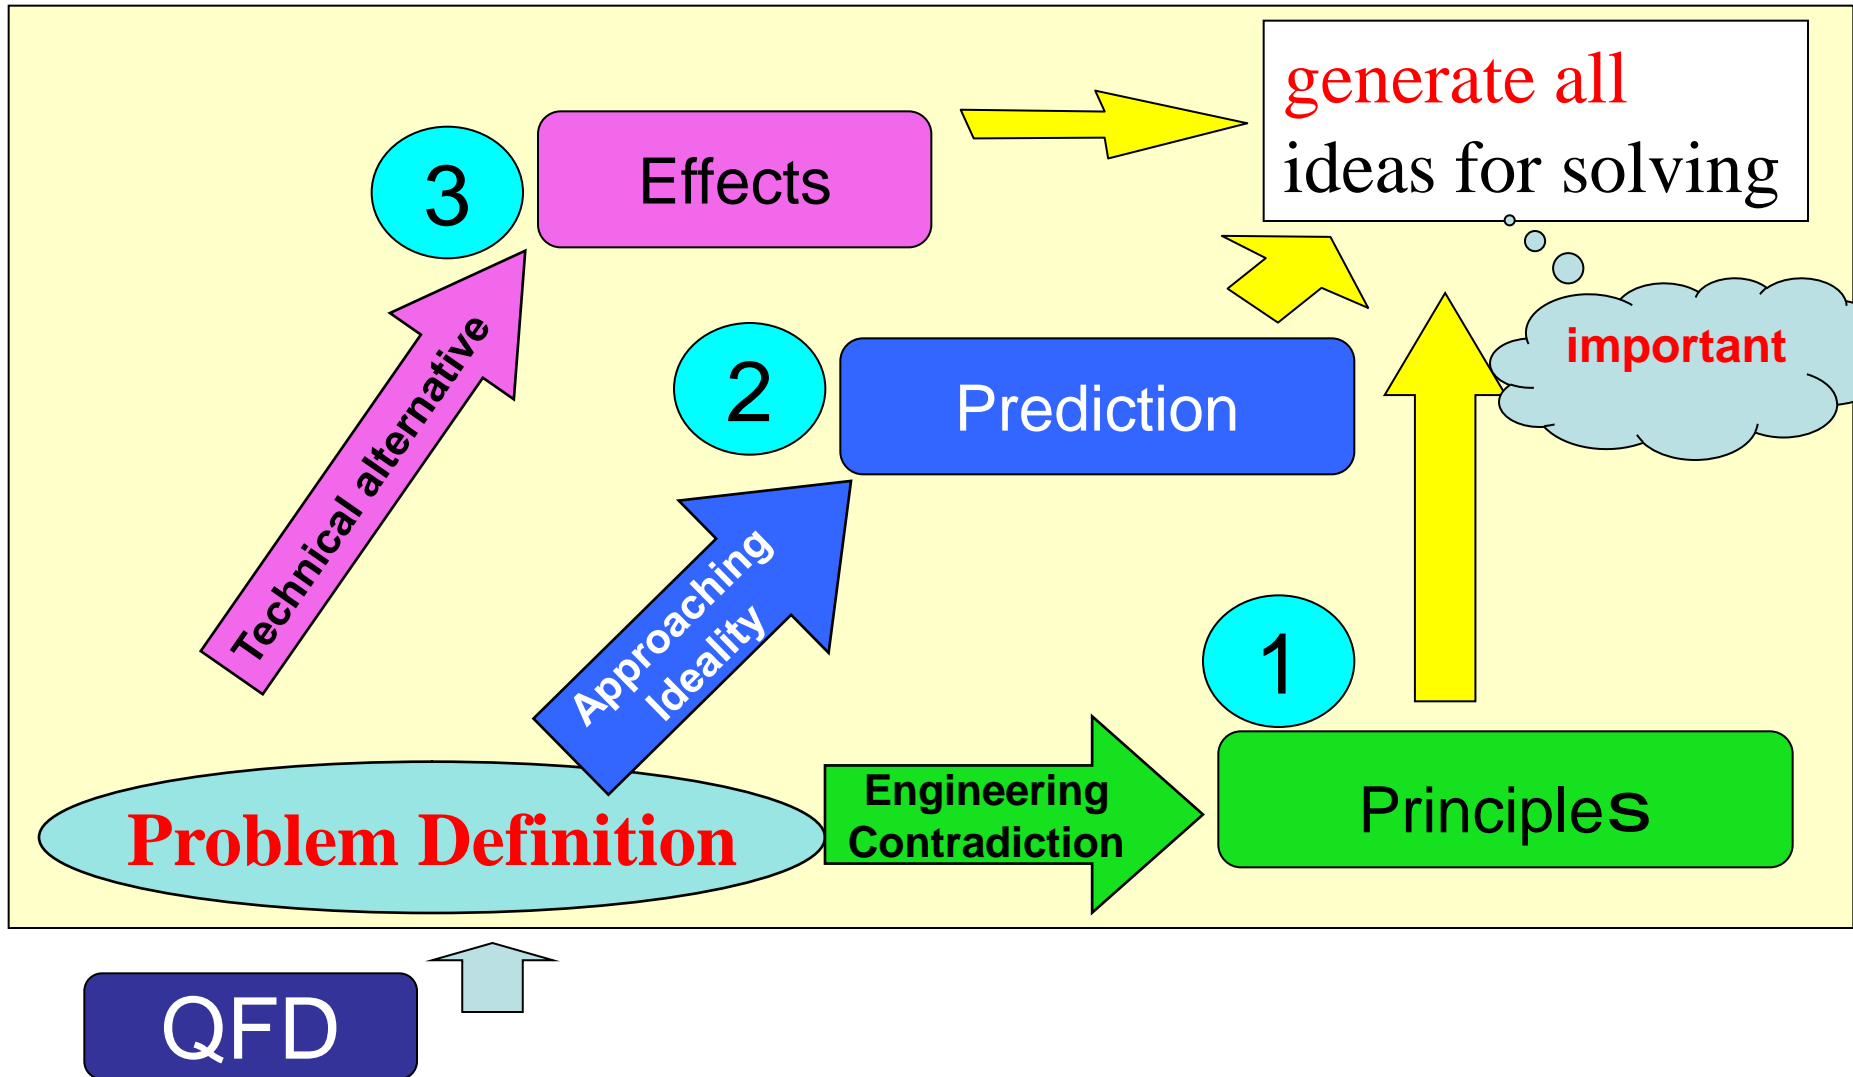 generate all
ideas for solving
3
Effects
important
Technical alternative
2
Prediction
Approaching
Ideality
1
Engineering
Contradiction
Principles
Problem Definition
QFD